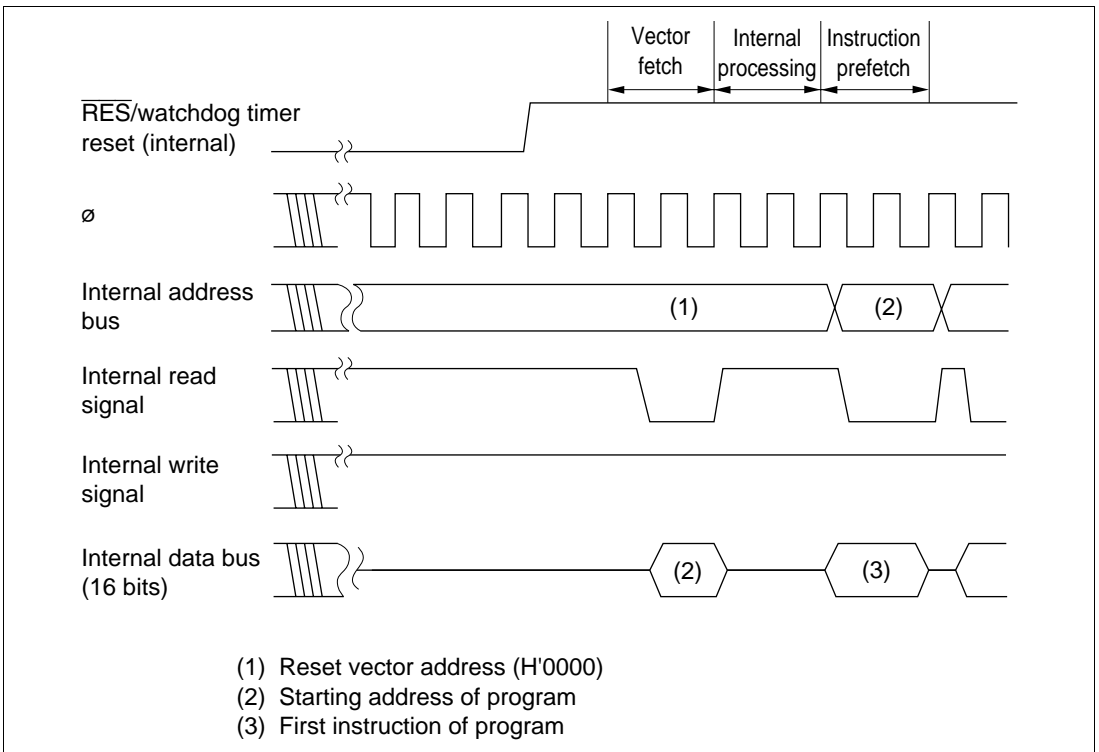 Vector fetch
Internal processing
Instruction prefetch
R̅E̅S̅/watchdog timer
reset (internal)
ø
Internal address
bus
(1)
(2)
Internal read
signal
Internal write
signal
Internal data bus
(16 bits)
(2)
(3)
(1) Reset vector address (H'0000)
(2) Starting address of program
(3) First instruction of program